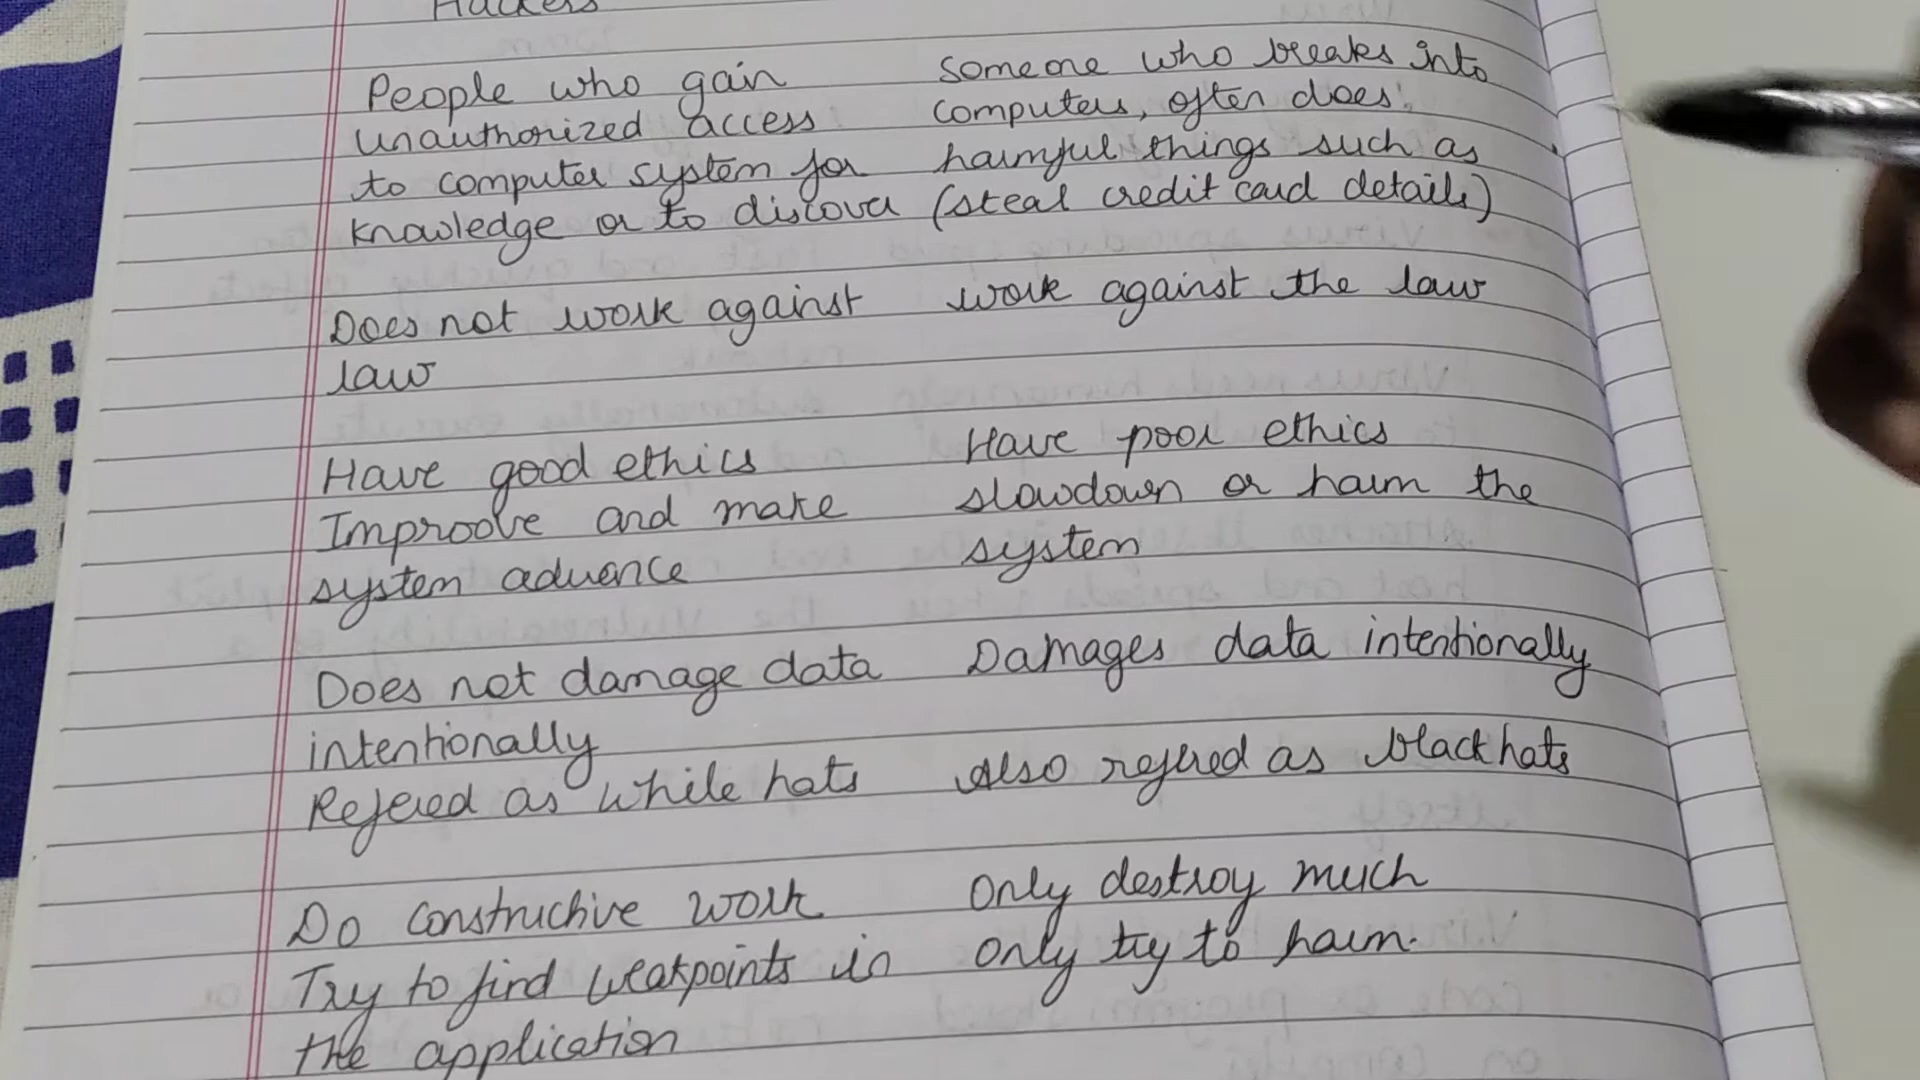 Hackers
People who gain
unauthorized access
to computer system for
knowledge or to discover
Does not work against
law
Have good ethics
Improove and make
system advance
Does not damage data
intentionally
Refered as while hats
Do constructive work
Try to find weakpoints in
the application
Someone who breaks into
computers, often does
harmful things such as
(steal credit card details)
work against the law
Have poor ethics
slowdown or harm the
system
Damages data intentionally
Also refered as blackhats
Only destroy much
Only try to harm.